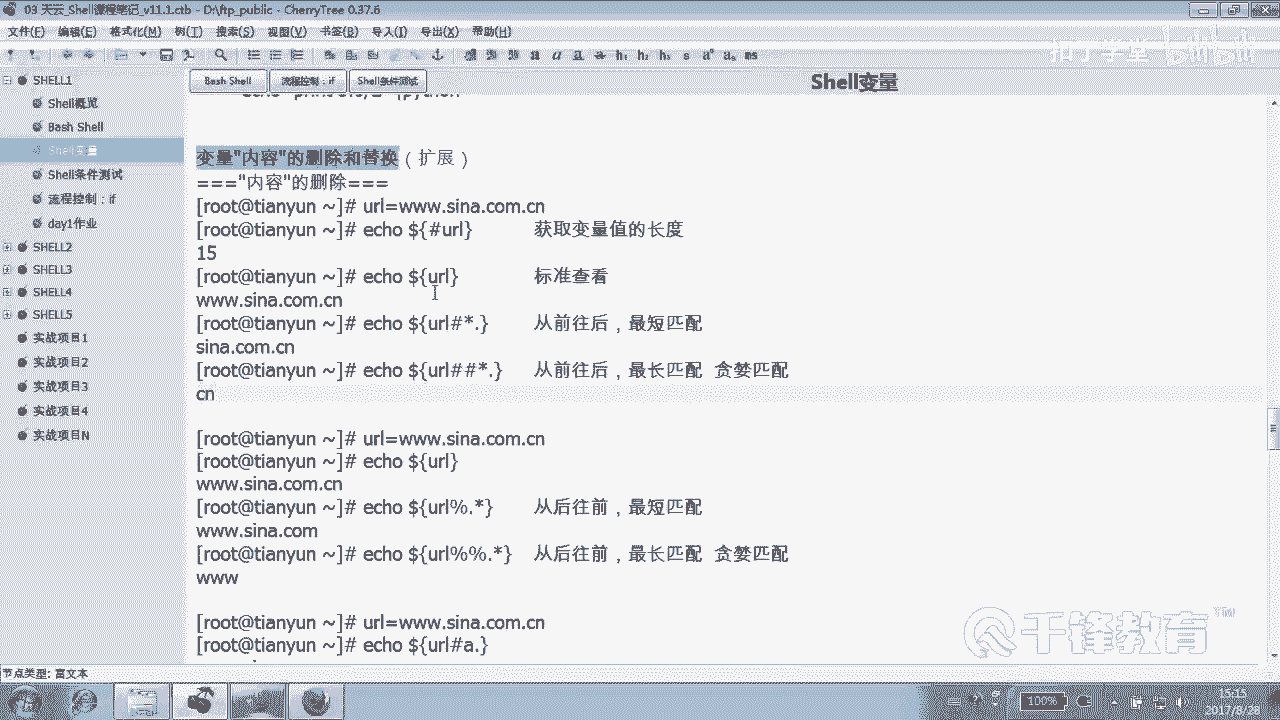 03 天云_Shell课程笔记_v11.1.ctb - D:\ftp_public - CherryTree 0.37.6
文件(F) 编辑(E) 格式化(M) 树(T) 搜索(S) 视图(V) 书签(B) 导入(I) 导出(X) 帮助(H)
扣丁学堂 bilibili
h₁ h₂ h₃ s
SHELL1
Shell概览
Bash Shell
Shell变量
Shell条件测试
流程控制：if
day1作业
SHELL2
SHELL3
SHELL4
SHELL5
实战项目1
实战项目2
实战项目3
实战项目4
实战项目N
Bash Shell 流程控制：if Shell条件测试
Shell变量
变量"内容"的删除和替换（扩展）
==="内容"的删除===
[root@tianyun ~]# url=www.sina.com.cn
[root@tianyun ~]# echo ${#url} 获取变量值的长度
15
[root@tianyun ~]# echo ${url} 标准查看
www.sina.com.cn
[root@tianyun ~]# echo ${url#*.} 从前往后，最短匹配
sina.com.cn
[root@tianyun ~]# echo ${url##*.} 从前往后，最长匹配 贪婪匹配
cn
[root@tianyun ~]# url=www.sina.com.cn
[root@tianyun ~]# echo ${url}
www.sina.com.cn
[root@tianyun ~]# echo ${url%.*} 从后往前，最短匹配
www.sina.com
[root@tianyun ~]# echo ${url%%.*} 从后往前，最长匹配 贪婪匹配
www
[root@tianyun ~]# url=www.sina.com.cn
[root@tianyun ~]# echo ${url#a.}
千锋教育™
节点类型: 富文本
100%
15:15
2017/8/28